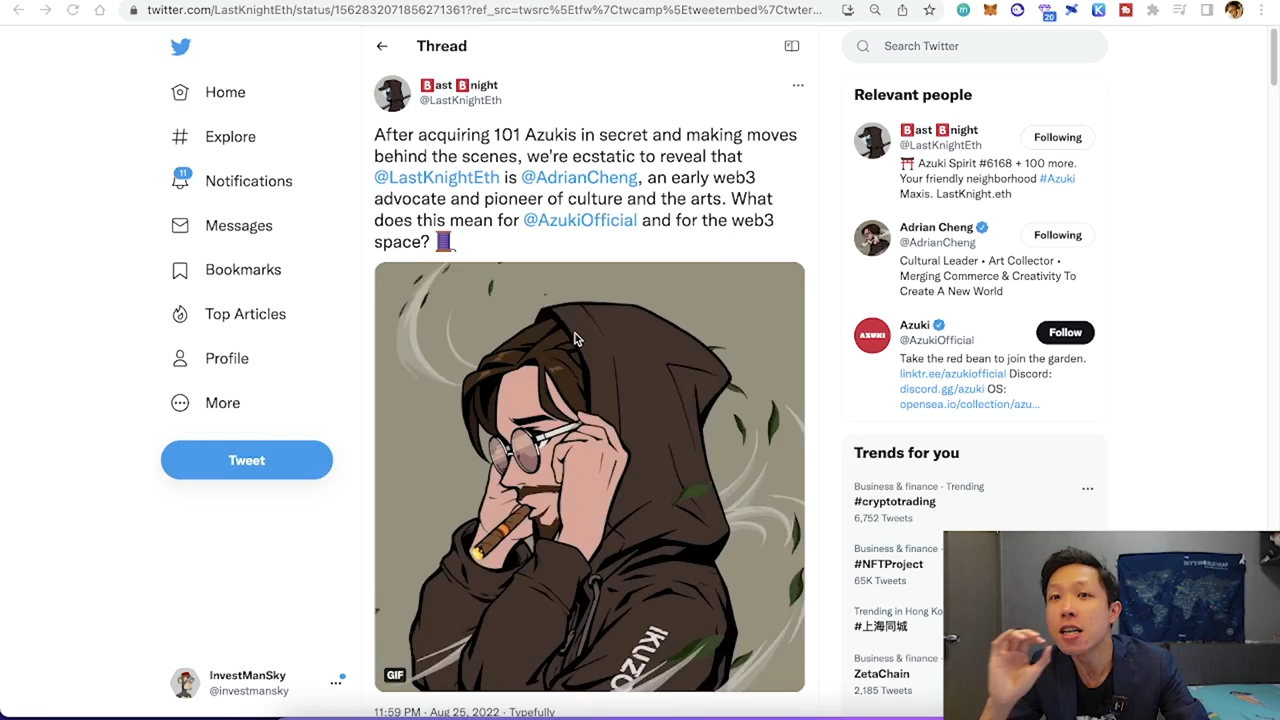 twitter.com/LastKnightEth/status/1562832071856271361?ref_src=twsrc%5Etfw%7Ctwcamp%5Etweetembed%7Ctwter...
20
Home
Explore
11
Notifications
Messages
Bookmarks
Top Articles
Profile
More
Tweet
InvestManSky
@investmansky
Thread
🅱ast 🅱night
@LastKnightEth
After acquiring 101 Azukis in secret and making moves
behind the scenes, we're ecstatic to reveal that
@LastKnightEth is @AdrianCheng, an early web3
advocate and pioneer of culture and the arts. What
does this mean for @AzukiOfficial and for the web3
space? 🧵
IKUZO
GIF
11:59 PM · Aug 25, 2022 · Typefully
Search Twitter
Relevant people
🅱ast 🅱night
Following
@LastKnightEth
⛩️ Azuki Spirit #6168 + 100 more.
Your friendly neighborhood #Azuki
Maxis. LastKnight.eth
Adrian Cheng
Following
@AdrianCheng
Cultural Leader • Art Collector •
Merging Commerce & Creativity To
Create A New World
AZUKI
Azuki
Follow
@AzukiOfficial
Take the red bean to join the garden.
linktr.ee/azukiofficial Discord:
discord.gg/azuki OS:
opensea.io/collection/azu...
Trends for you
Business & finance · Trending
#cryptotrading
6,752 Tweets
Business & finance ·
#NFTProject
65K Tweets
Trending in Hong Ko
#上海同城
Business & finance ·
ZetaChain
2,185 Tweets